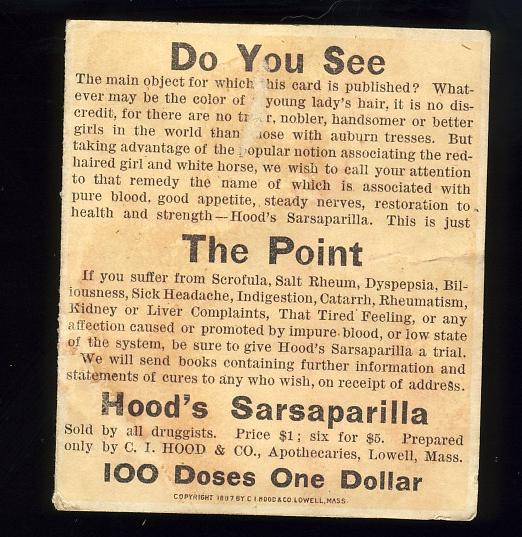 Do You See
The main object for which his card is published? What-
ever may be the color of young lady's hair, it is no dis-
credit, for there are no tr r, nobler, handsomer or better
girls in the world than hose with auburn tresses. But
taking advantage of the popular notion associating the red-
haired girl and white horse, we wish to call your attention
to that remedy the name of which is associated with
pure blood, good appetite, steady nerves, restoration to
health and strength—Hood's Sarsaparilla. This is just
The Point
If you suffer from Scrofula, Salt Rheum, Dyspepsia, Bil-
iousness, Sick Headache, Indigestion, Catarrh, Rheumatism,
Kidney or Liver Complaints, That Tired Feeling, or any
affection caused or promoted by impure blood, or low state
of the system, be sure to give Hood's Sarsaparilla a trial.
We will send books containing further information and
statements of cures to any who wish, on receipt of address.
Hood's Sarsaparilla
Sold by all druggists. Price $1; six for $5. Prepared
only by C. I. HOOD & CO., Apothecaries, Lowell, Mass.
100 Doses One Dollar
COPYRIGHT 1887 BY C I. HOOD & CO. LOWELL, MASS.